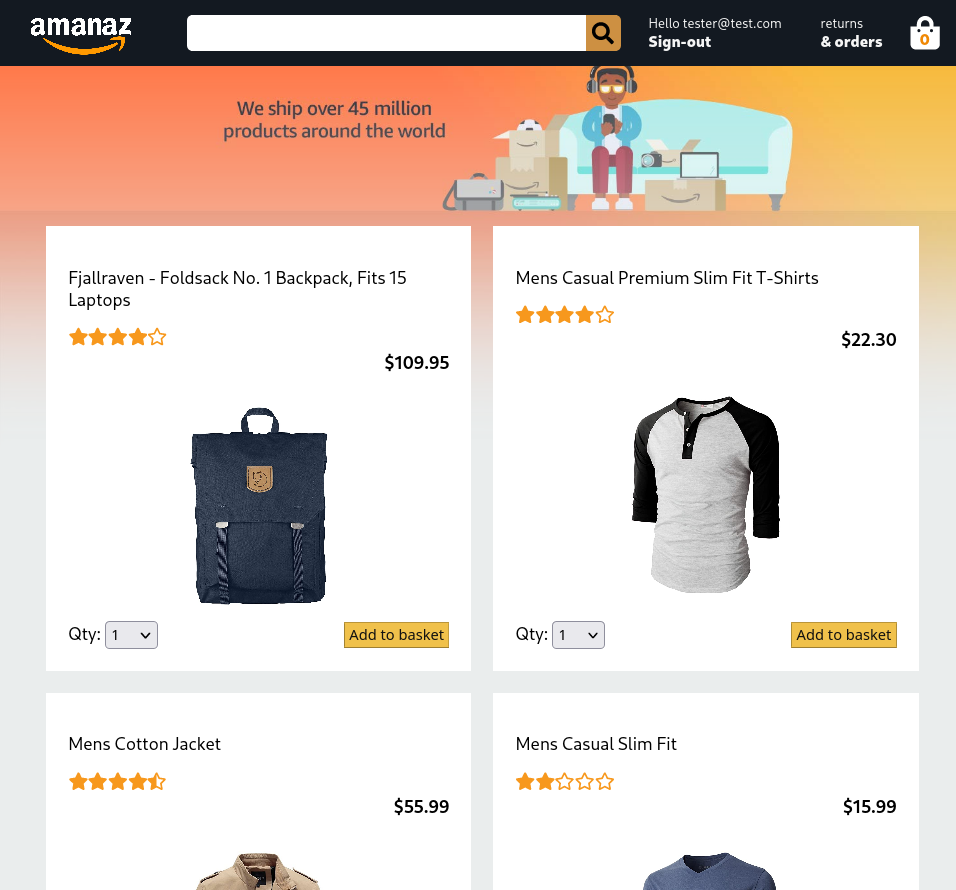 amanaz
Hello tester@test.com
Sign-out
returns
& orders
0
We ship over 45 million
products around the world
Fjallraven - Foldsack No. 1 Backpack, Fits 15
Laptops
$109.95
Qty: 1
Add to basket
Mens Casual Premium Slim Fit T-Shirts
$22.30
Qty: 1
Add to basket
Mens Cotton Jacket
$55.99
Mens Casual Slim Fit
$15.99